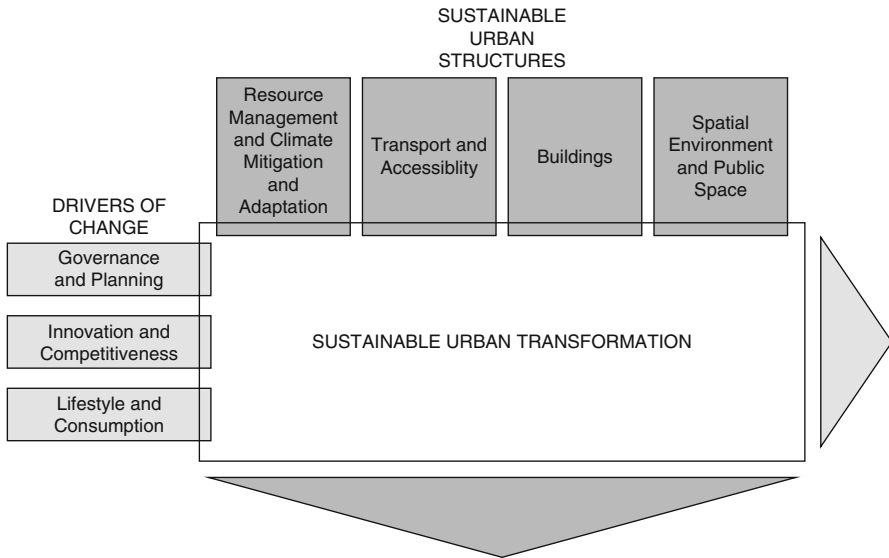 SUSTAINABLE
URBAN
STRUCTURES
Resource
Management
and Climate
Mitigation
and
Adaptation
Transport and
Accessiblity
Buildings
Spatial
Environment
and Public
Space
DRIVERS OF
CHANGE
Governance
and Planning
Innovation and
Competitiveness
Lifestyle and
Consumption
SUSTAINABLE URBAN TRANSFORMATION